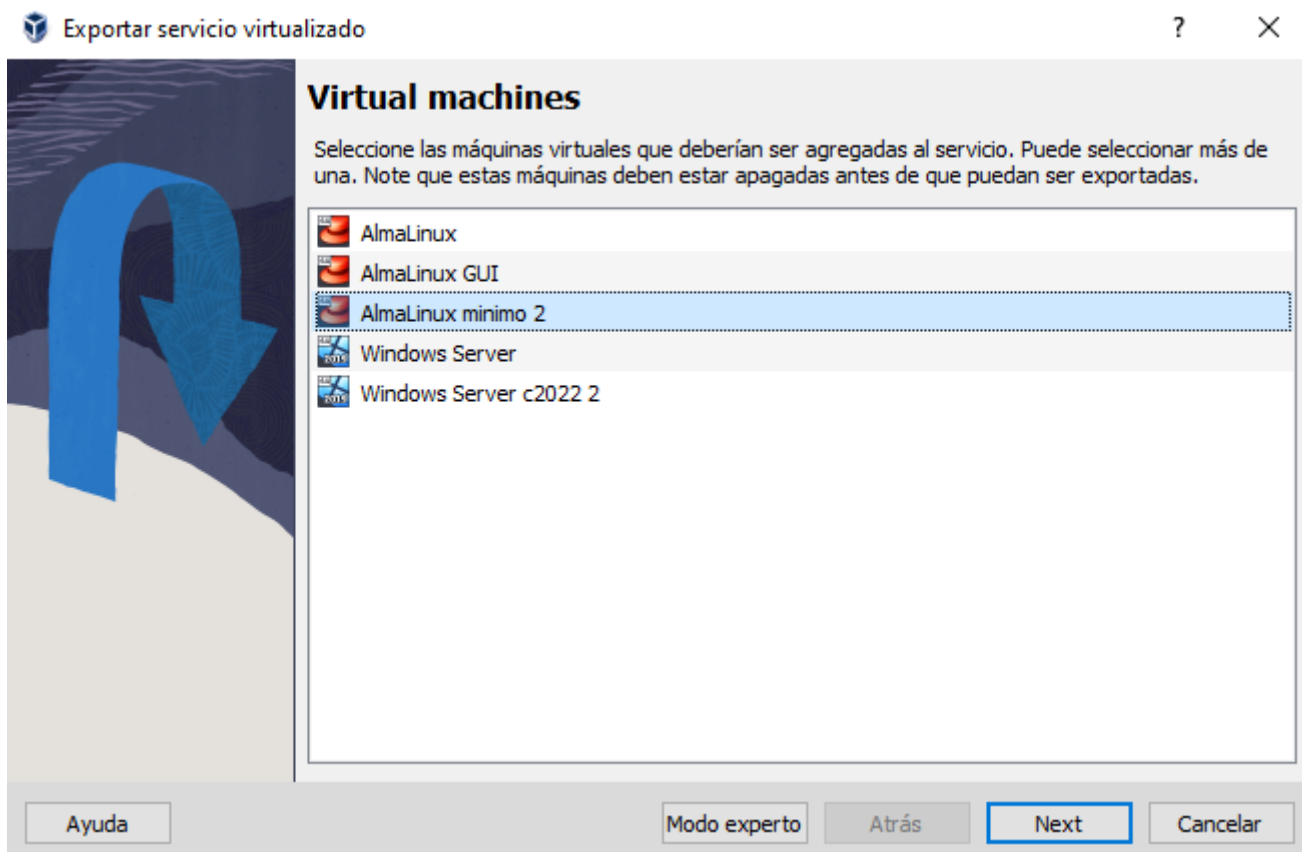 Exportar servicio virtualizado
Virtual machines
Seleccione las máquinas virtuales que deberían ser agregadas al servicio. Puede seleccionar más de
una. Note que estas máquinas deben estar apagadas antes de que puedan ser exportadas.
AlmaLinux
AlmaLinux GUI
AlmaLinux minimo 2
Windows Server
Windows Server c2022 2
Ayuda
Modo experto
Atrás
Next
Cancelar